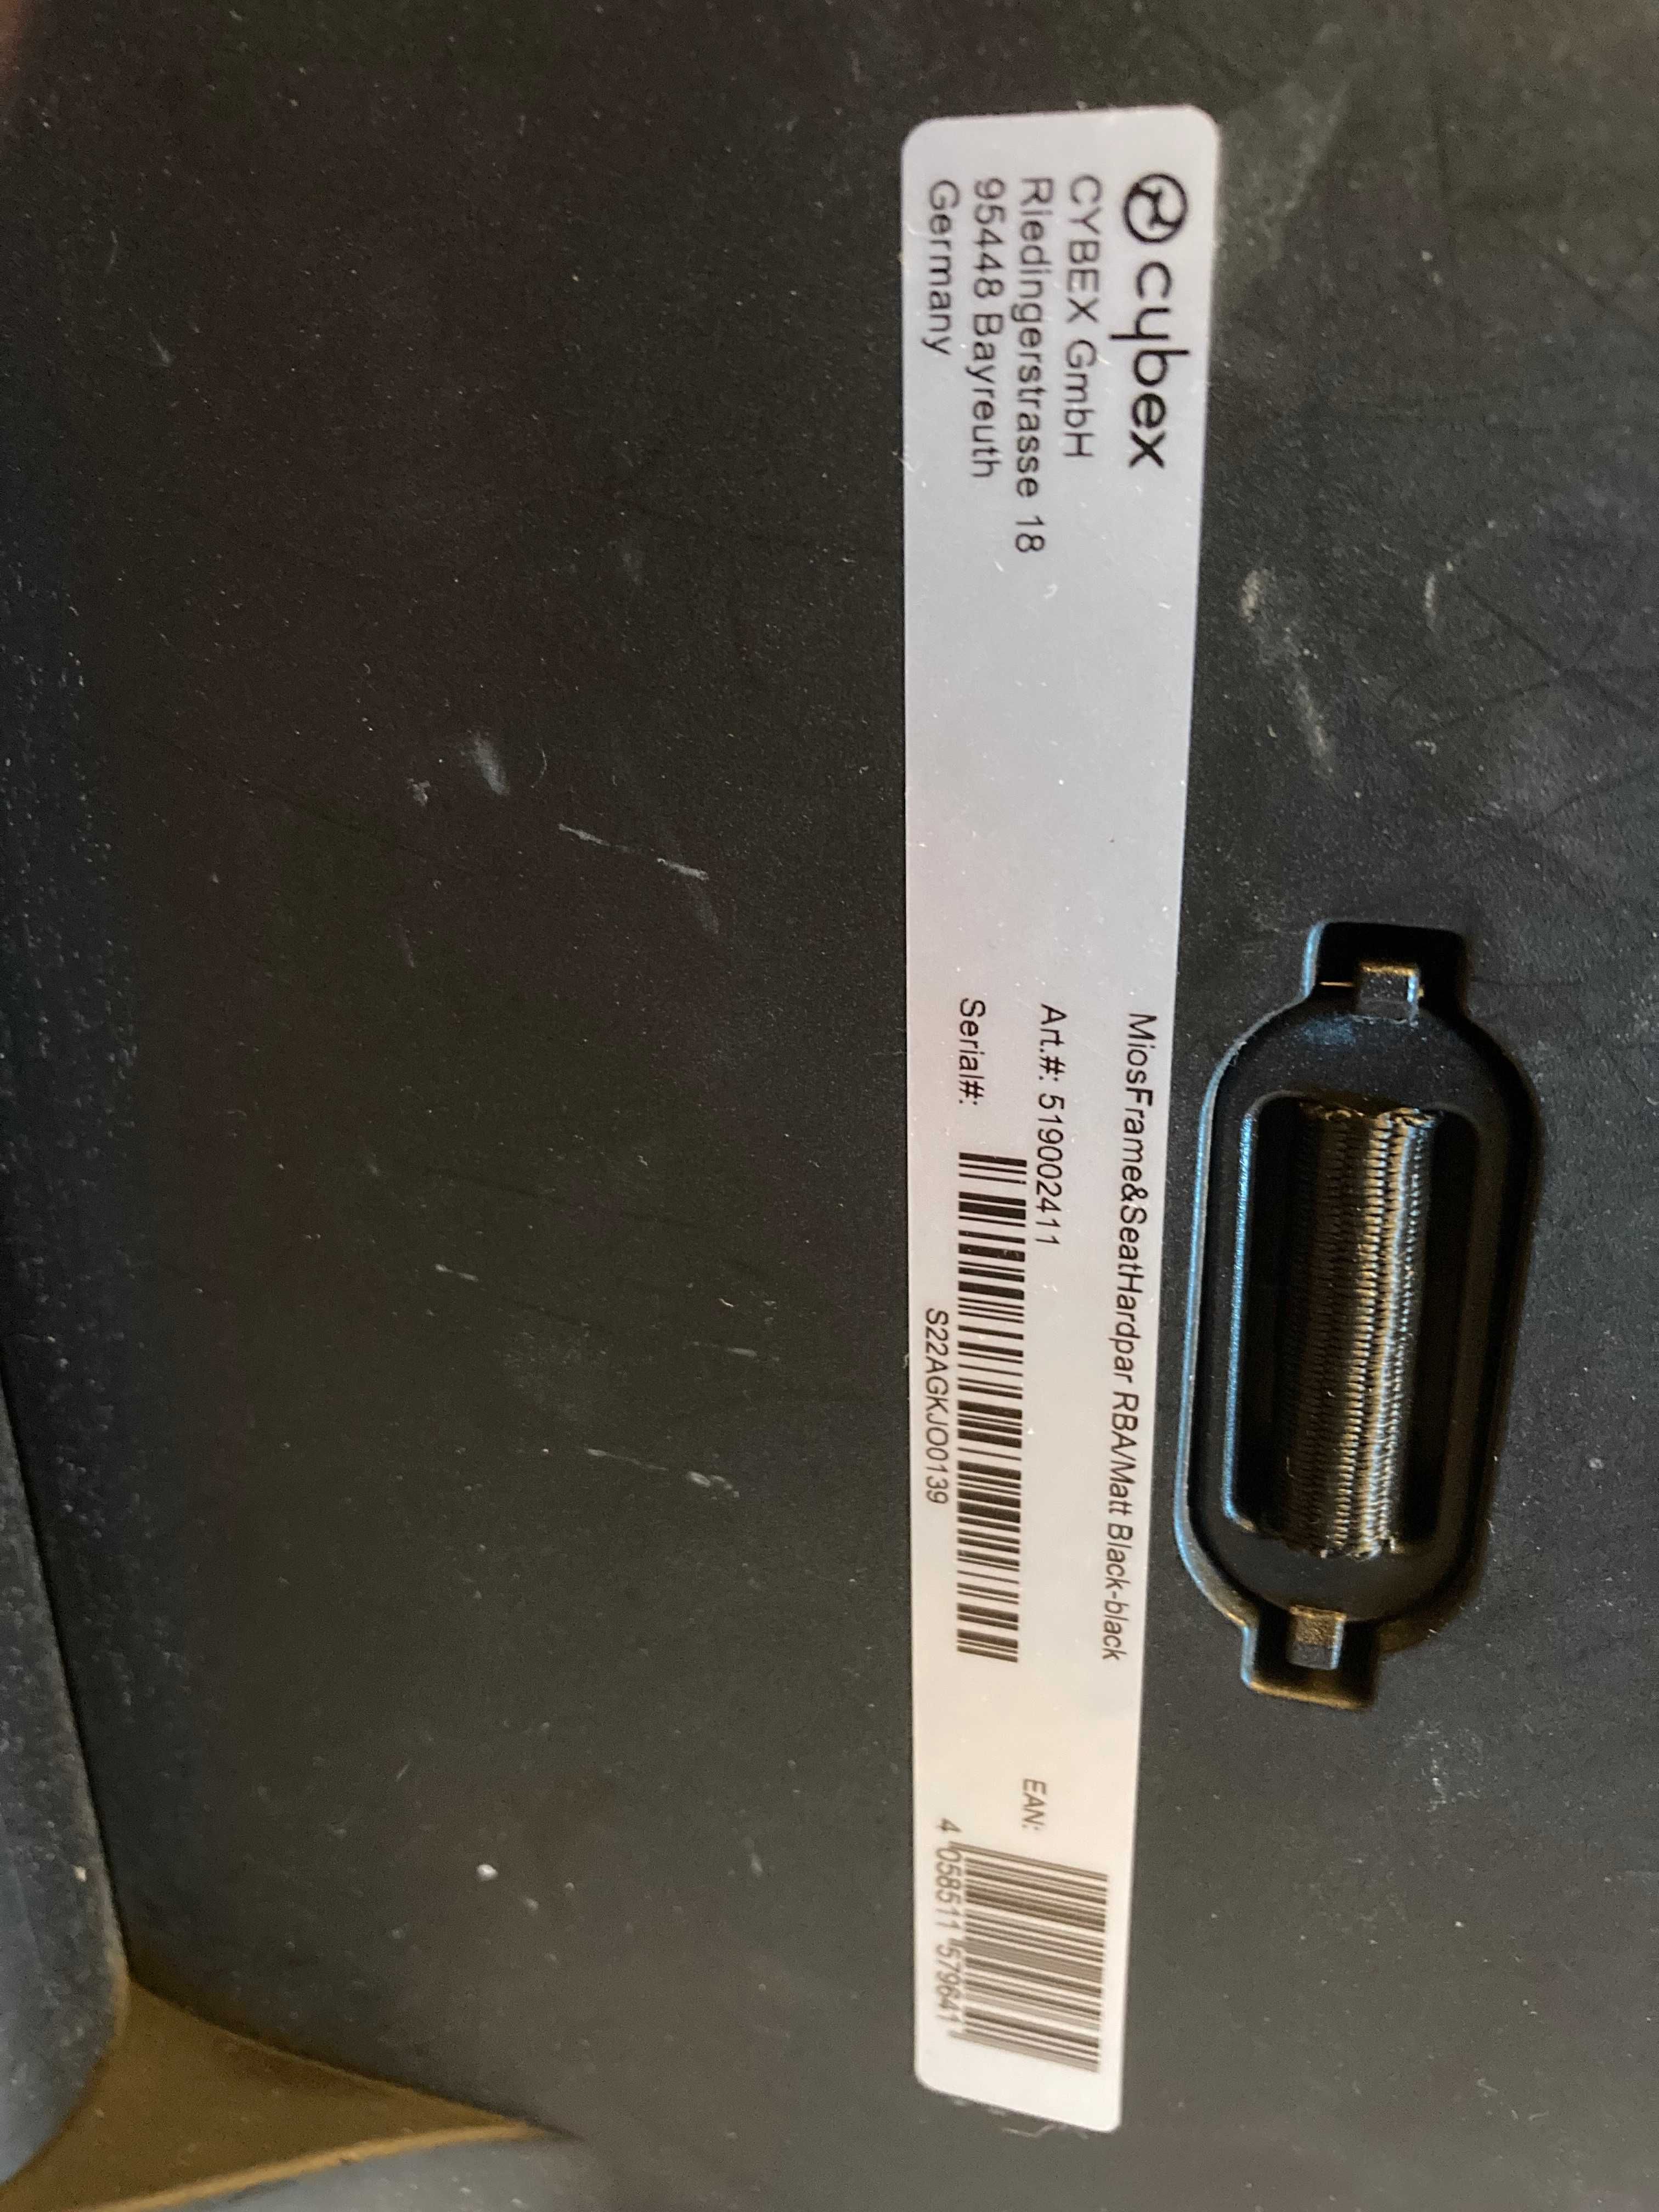 cybex
CYBEX GmbH
Riedingerstrasse 18
95448 Bayreuth
Germany
MiosFrame&SeatHardpar RBA/Matt Black-black
Art.#: 519002411
Serial#:
S22AGKJO0139
EAN:
4 058511 579641